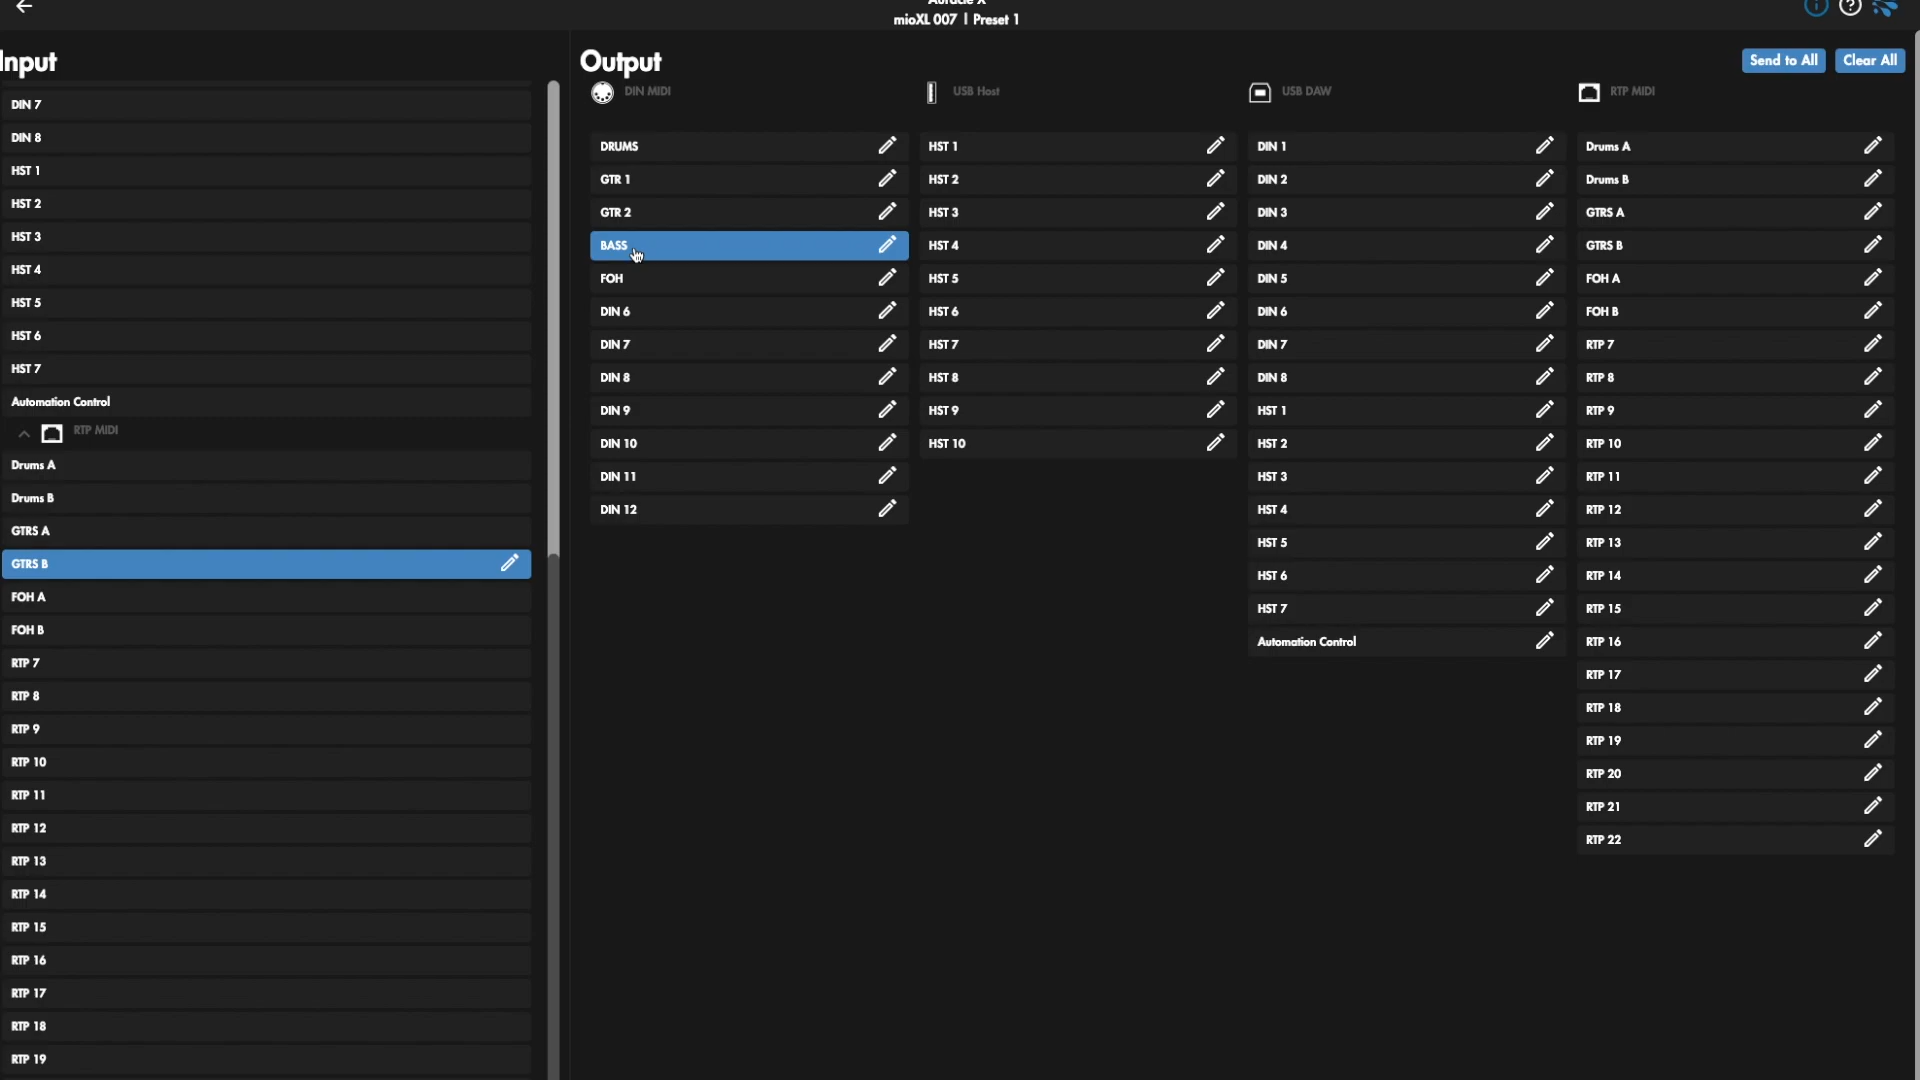 Auracle X
mioXL 007 | Preset 1
Input
DIN 7
DIN 8
HST 1
HST 2
HST 3
HST 4
HST 5
HST 6
HST 7
Automation Control
RTP MIDI
Drums A
Drums B
GTRS A
GTRS B
FOH A
FOH B
RTP 7
RTP 8
RTP 9
RTP 10
RTP 11
RTP 12
RTP 13
RTP 14
RTP 15
RTP 16
RTP 17
RTP 18
RTP 19
Output
Send to All
Clear All
DIN MIDI
DRUMS
GTR 1
GTR 2
BASS
FOH
DIN 6
DIN 7
DIN 8
DIN 9
DIN 10
DIN 11
DIN 12
USB Host
HST 1
HST 2
HST 3
HST 4
HST 5
HST 6
HST 7
HST 8
HST 9
HST 10
USB DAW
DIN 1
DIN 2
DIN 3
DIN 4
DIN 5
DIN 6
DIN 7
DIN 8
HST 1
HST 2
HST 3
HST 4
HST 5
HST 6
HST 7
Automation Control
RTP MIDI
Drums A
Drums B
GTRS A
GTRS B
FOH A
FOH B
RTP 7
RTP 8
RTP 9
RTP 10
RTP 11
RTP 12
RTP 13
RTP 14
RTP 15
RTP 16
RTP 17
RTP 18
RTP 19
RTP 20
RTP 21
RTP 22